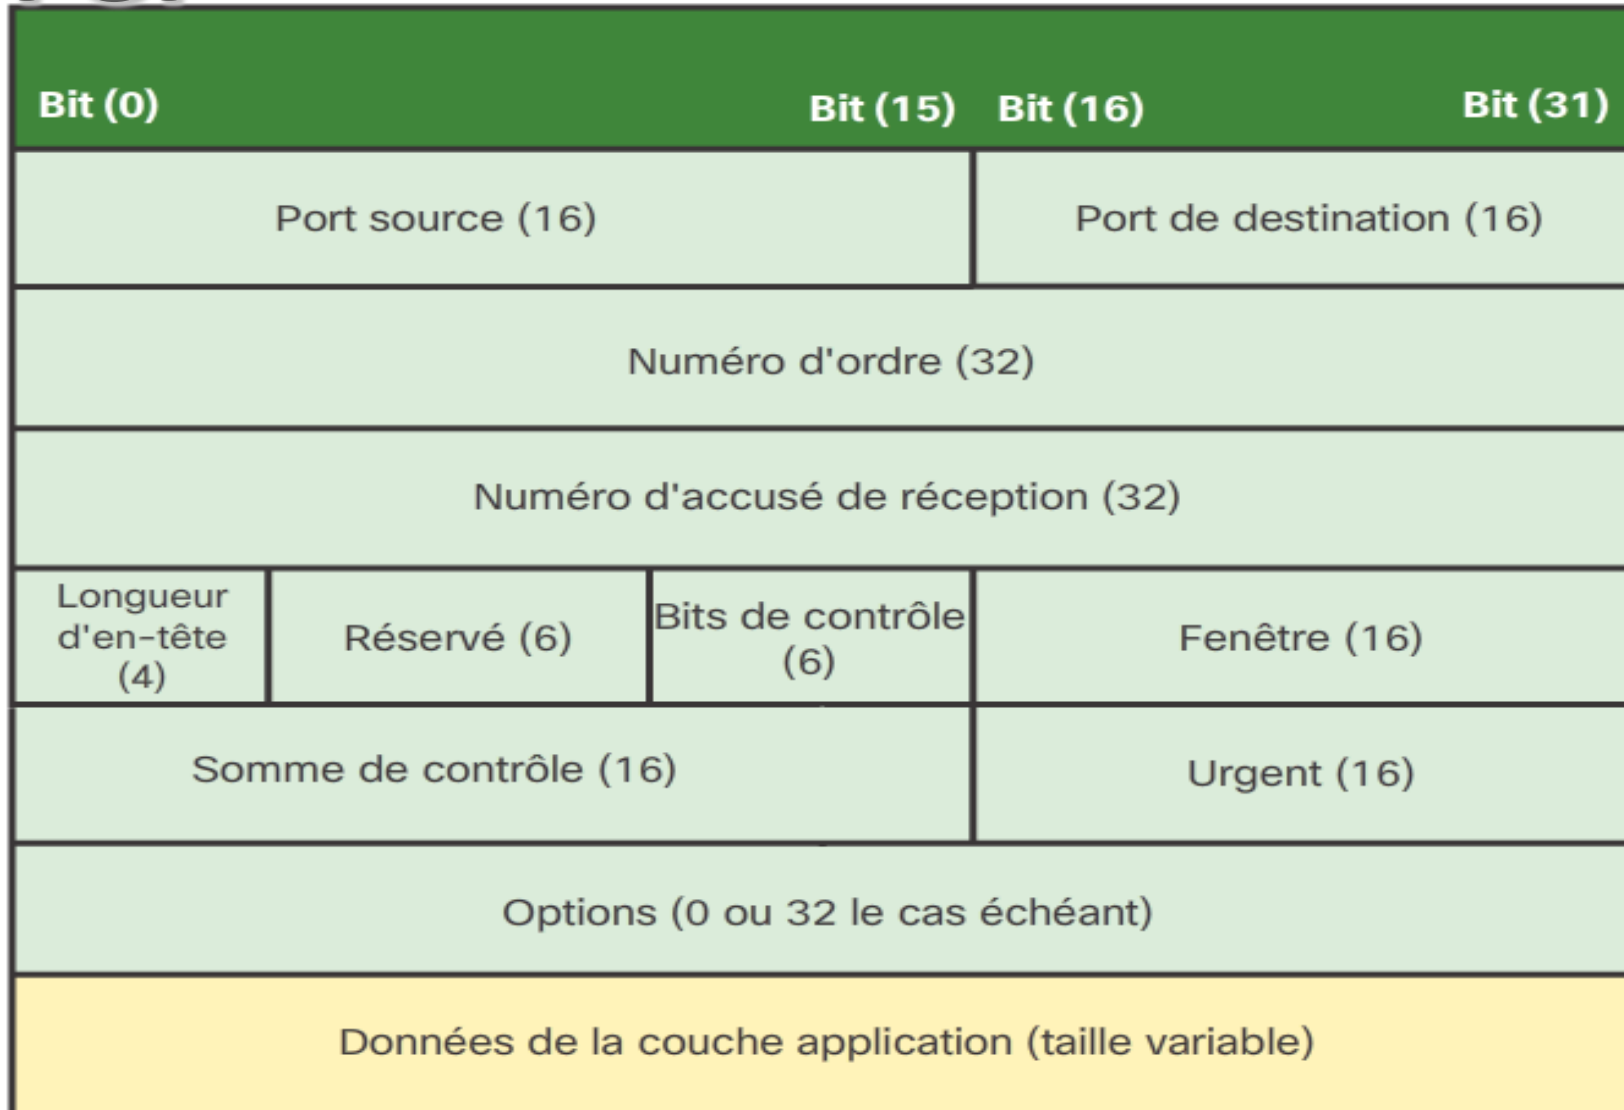 Bit (0) Bit (15) Bit (16) Bit (31)
Port source (16) Port de destination (16)
Numéro d'ordre (32)
Numéro d'accusé de réception (32)
Longueur
d'en-tête
(4)
Réservé (6)
Bits de contrôle
(6)
Fenêtre (16)
Somme de contrôle (16) Urgent (16)
Options (0 ou 32 le cas échéant)
Données de la couche application (taille variable)